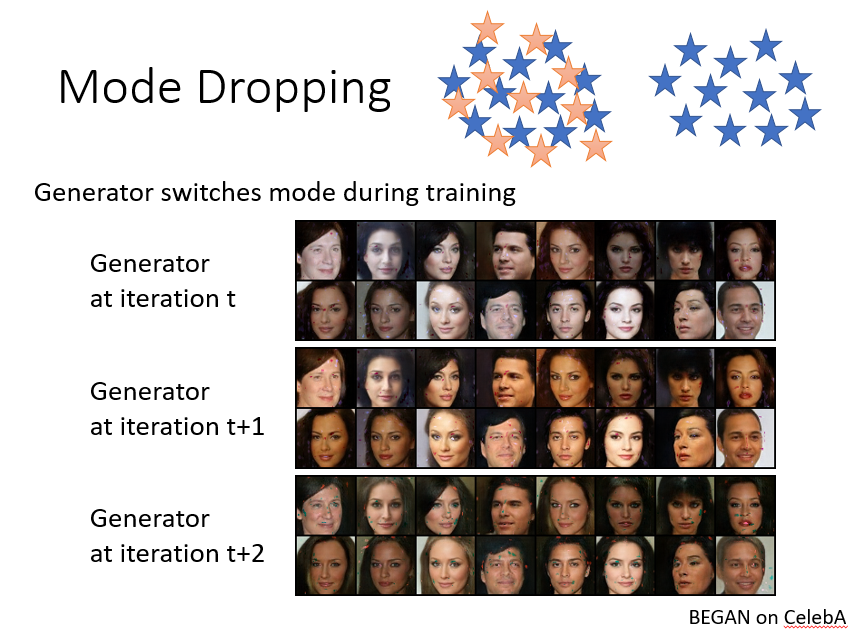 Mode Dropping
Generator switches mode during training
Generator
at iteration t
Generator
at iteration t+1
Generator
at iteration t+2
BEGAN on CelebA